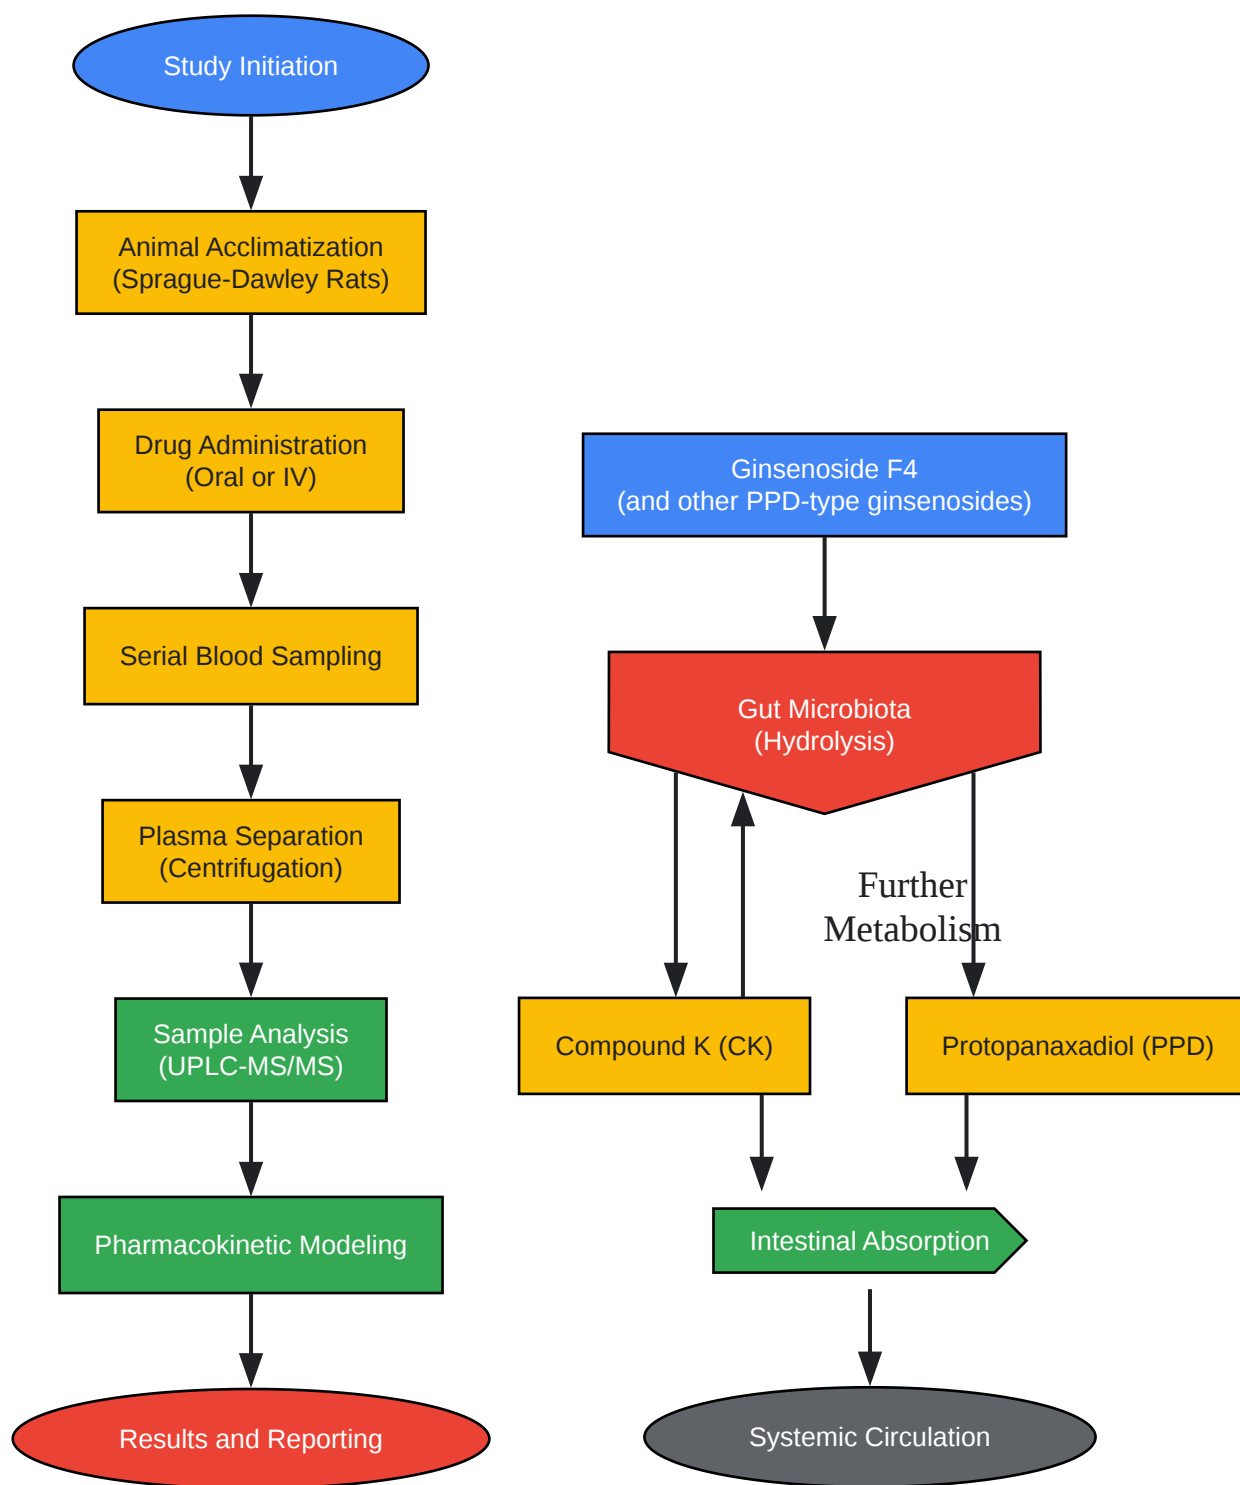 Study Initiation
Animal Acclimatization
(Sprague-Dawley Rats)
Drug Administration
(Oral or IV)
Serial Blood Sampling
Plasma Separation
(Centrifugation)
Sample Analysis
(UPLC-MS/MS)
Pharmacokinetic Modeling
Results and Reporting
Ginsenoside F4
(and other PPD-type ginsenosides)
Gut Microbiota
(Hydrolysis)
Further
Metabolism
Compound K (CK)
Protopanaxadiol (PPD)
Intestinal Absorption
Systemic Circulation